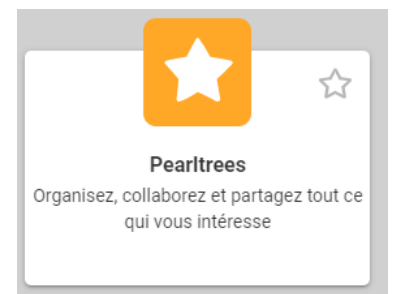 Pearltrees
Organisez, collaborez et partagez tout ce
qui vous intéresse